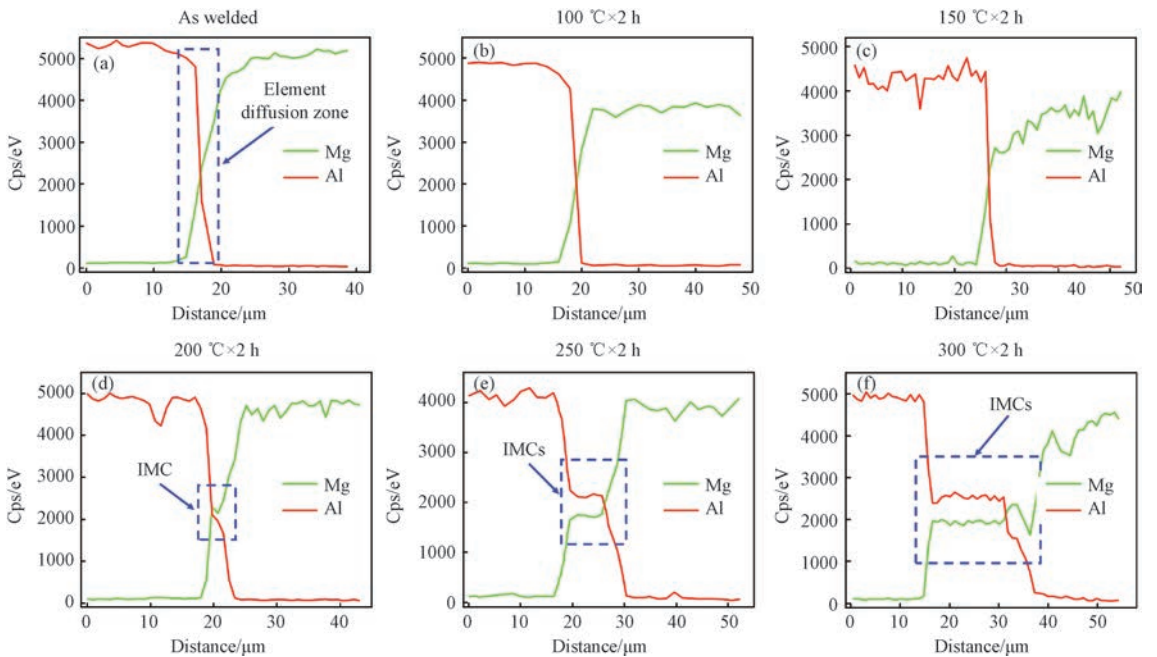 As welded
100 ℃×2 h
150 ℃×2 h
(a)
Element
diffusion zone
Mg
Al
Cps/eV
5000
4000
3000
2000
1000
0
0 10 20 30 40
Distance/μm
(b)
Mg
Al
Cps/eV
5000
4000
3000
2000
1000
0
0 10 20 30 40 50
Distance/μm
(c)
Mg
Al
Cps/eV
5000
4000
3000
2000
1000
0
0 10 20 30 40 50
Distance/μm
200 ℃×2 h
250 ℃×2 h
300 ℃×2 h
(d)
IMC
Mg
Al
Cps/eV
5000
4000
3000
2000
1000
0
0 10 20 30 40
Distance/μm
(e)
IMCs
Mg
Al
Cps/eV
4000
3000
2000
1000
0
0 10 20 30 40 50
Distance/μm
(f)
IMCs
Mg
Al
Cps/eV
5000
4000
3000
2000
1000
0
0 10 20 30 40 50
Distance/μm